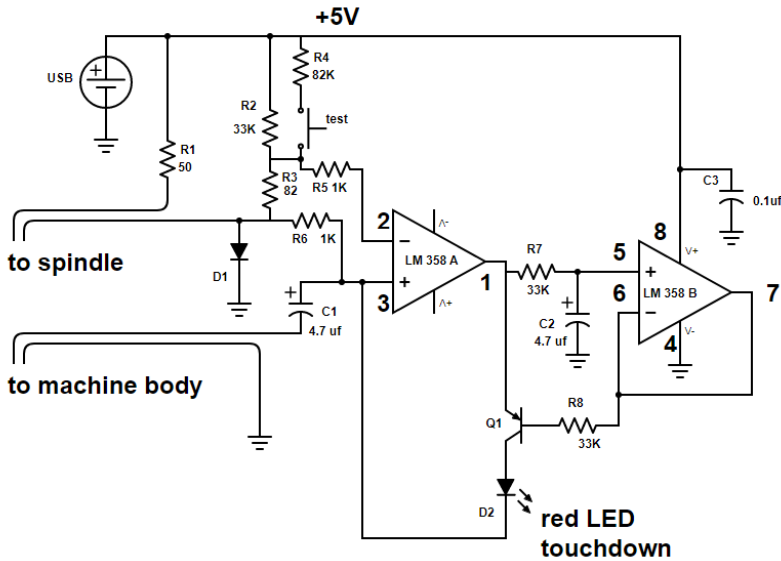 +5V
USB
R4
82K
R2
33K
test
R1
50
R3
82
R5 1K
C3
0.1uf
R6
1K
2
V-
8
V+
to spindle
D1
LM 358 A
1
R7
33K
5
6
LM 358 B
7
3
V+
C1
4.7 uf
C2
4.7 uf
4
V-
to machine body
Q1
R8
33K
D2
red LED
touchdown